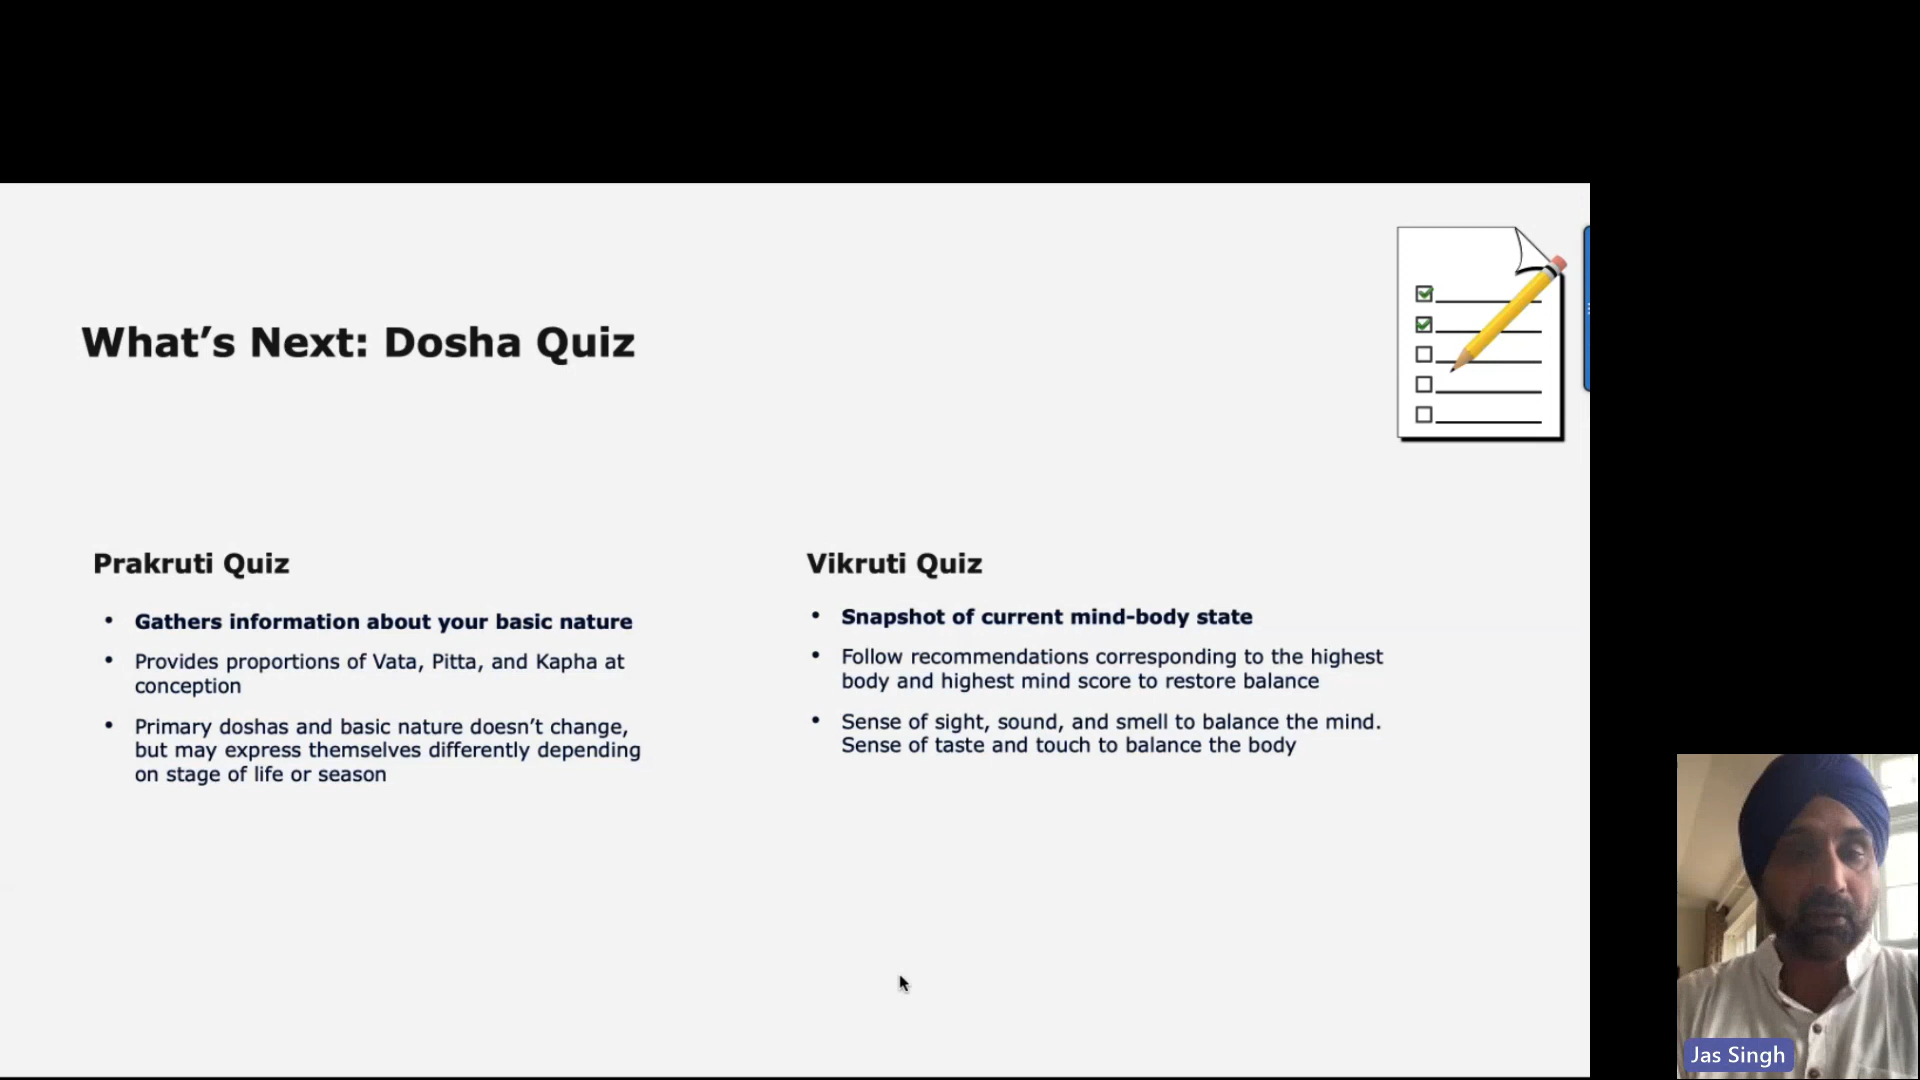 What’s Next: Dosha Quiz
Prakruti Quiz
• Gathers information about your basic nature
• Provides proportions of Vata, Pitta, and Kapha at
conception
• Primary doshas and basic nature doesn’t change,
but may express themselves differently depending
on stage of life or season
Vikruti Quiz
• Snapshot of current mind-body state
• Follow recommendations corresponding to the highest
body and highest mind score to restore balance
• Sense of sight, sound, and smell to balance the mind.
Sense of taste and touch to balance the body
Jas Singh